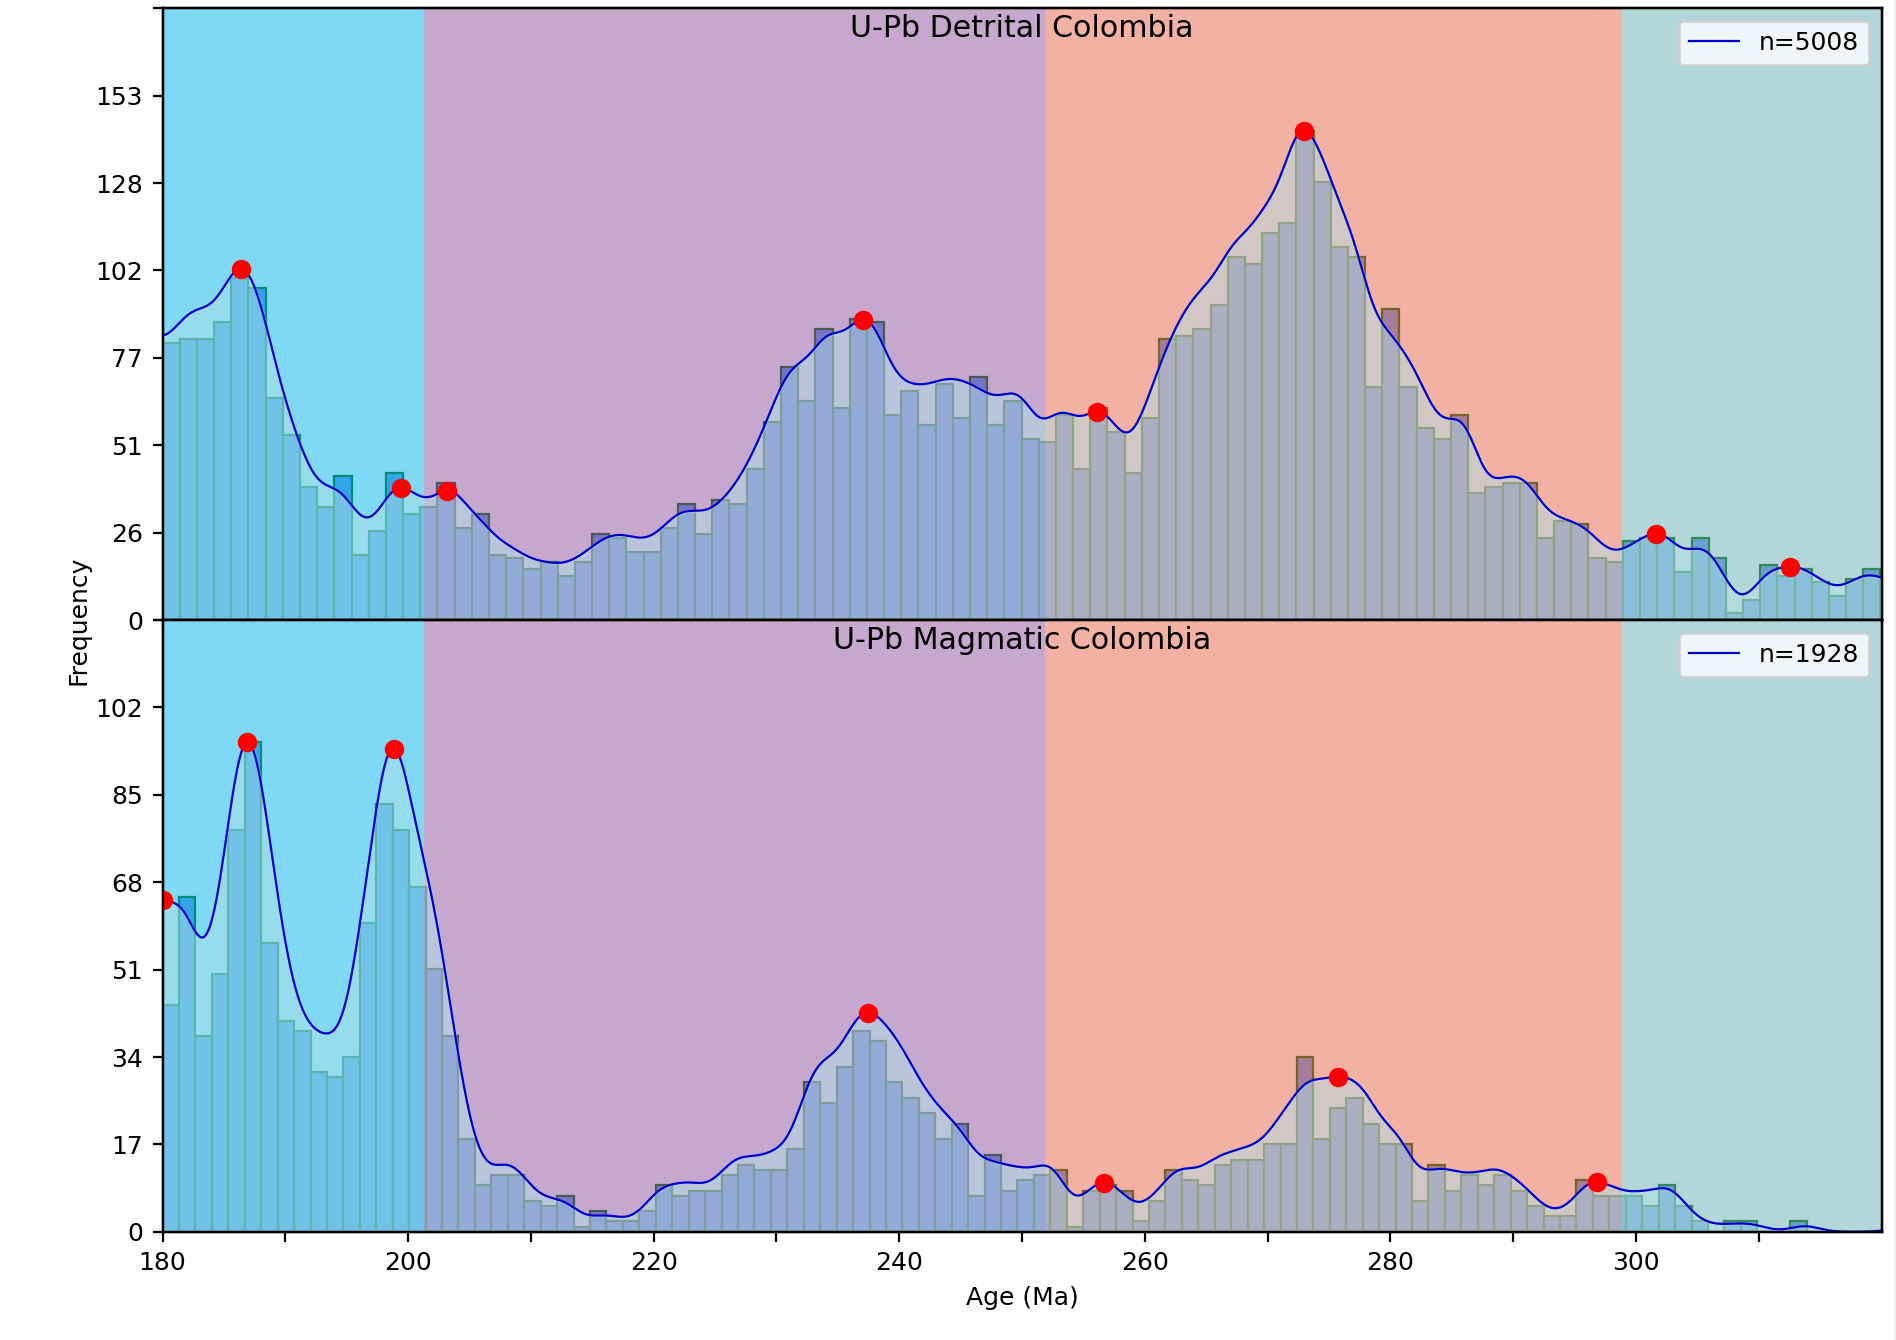 U-Pb Detrital Colombia
n=5008
153
128
102
77
51
26
0
Frequency
U-Pb Magmatic Colombia
n=1928
102
85
68
51
34
17
0
180 200 220 240 260 280 300
Age (Ma)